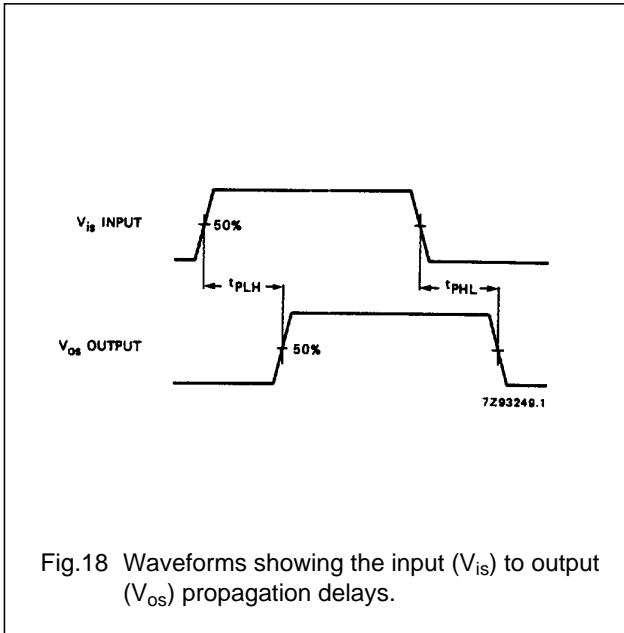 V_is INPUT
50%
t_PLH
t_PHL
V_os OUTPUT
50%
7Z93249.1
Fig.18 Waveforms showing the input (V_is) to output
(V_os) propagation delays.